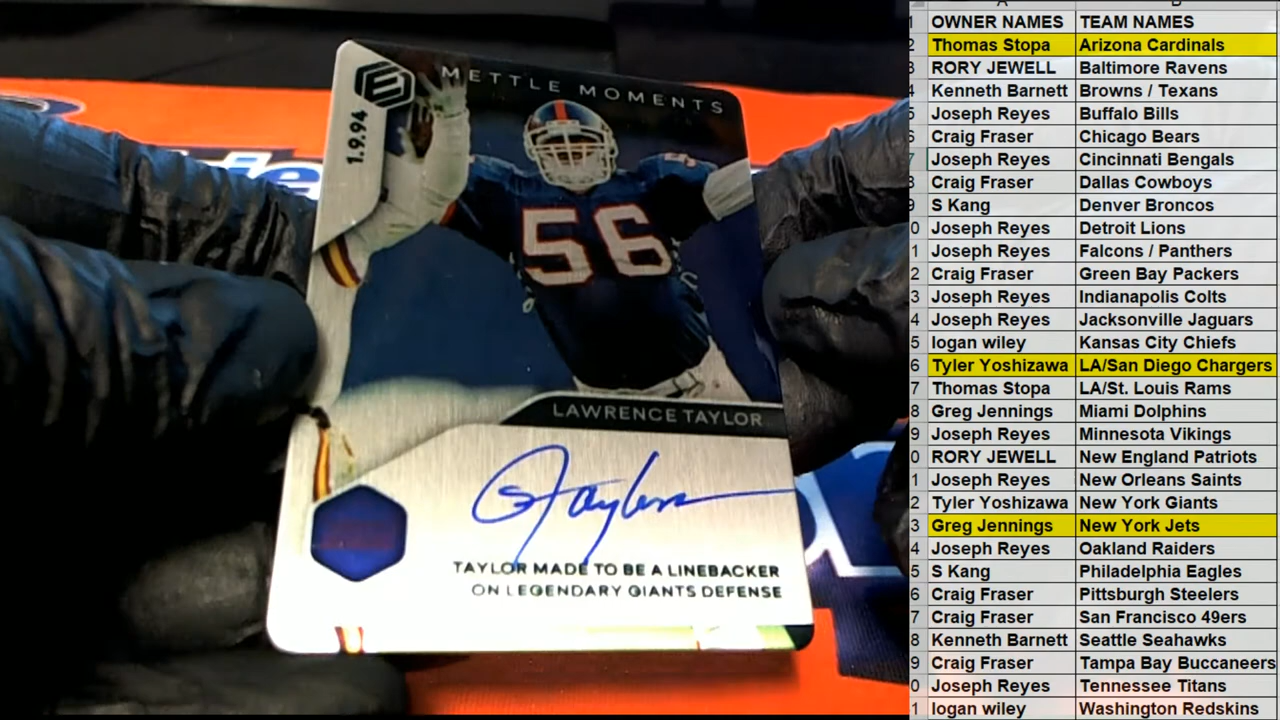 METTLE MOMENTS
1.9.94
56
56
LAWRENCE TAYLOR
TAYLOR MADE TO BE A LINEBACKER
ON LEGENDARY GIANTS DEFENSE
OWNER NAMES TEAM NAMES
Thomas Stopa Arizona Cardinals
RORY JEWELL Baltimore Ravens
Kenneth Barnett Browns / Texans
Joseph Reyes Buffalo Bills
Craig Fraser Chicago Bears
Joseph Reyes Cincinnati Bengals
Craig Fraser Dallas Cowboys
S Kang Denver Broncos
Joseph Reyes Detroit Lions
Joseph Reyes Falcons / Panthers
Craig Fraser Green Bay Packers
Joseph Reyes Indianapolis Colts
Joseph Reyes Jacksonville Jaguars
logan wiley Kansas City Chiefs
Tyler Yoshizawa LA/San Diego Chargers
Thomas Stopa LA/St. Louis Rams
Greg Jennings Miami Dolphins
Joseph Reyes Minnesota Vikings
RORY JEWELL New England Patriots
Joseph Reyes New Orleans Saints
Tyler Yoshizawa New York Giants
Greg Jennings New York Jets
Joseph Reyes Oakland Raiders
S Kang Philadelphia Eagles
Craig Fraser Pittsburgh Steelers
Craig Fraser San Francisco 49ers
Kenneth Barnett Seattle Seahawks
Craig Fraser Tampa Bay Buccaneers
Joseph Reyes Tennessee Titans
logan wiley Washington Redskins